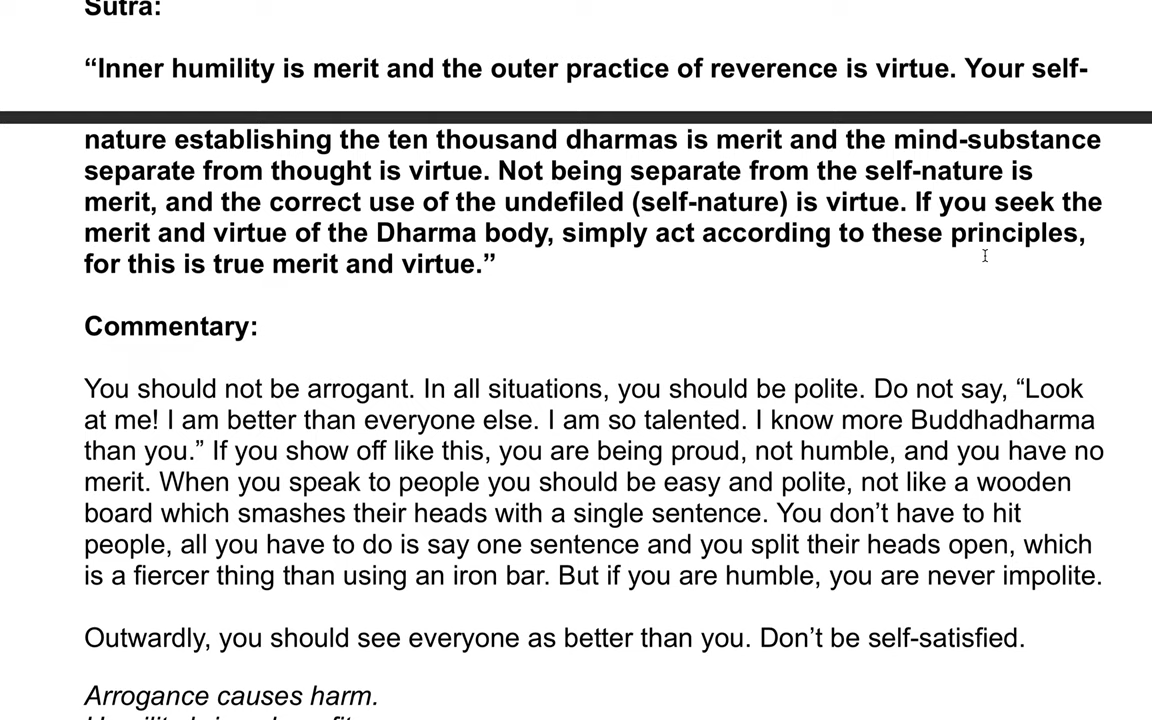 Sutra:
“Inner humility is merit and the outer practice of reverence is virtue. Your self-
nature establishing the ten thousand dharmas is merit and the mind-substance
separate from thought is virtue. Not being separate from the self-nature is
merit, and the correct use of the undefiled (self-nature) is virtue. If you seek the
merit and virtue of the Dharma body, simply act according to these principles,
for this is true merit and virtue.”
Commentary:
You should not be arrogant. In all situations, you should be polite. Do not say, “Look
at me! I am better than everyone else. I am so talented. I know more Buddhadharma
than you.” If you show off like this, you are being proud, not humble, and you have no
merit. When you speak to people you should be easy and polite, not like a wooden
board which smashes their heads with a single sentence. You don’t have to hit
people, all you have to do is say one sentence and you split their heads open, which
is a fiercer thing than using an iron bar. But if you are humble, you are never impolite.
Outwardly, you should see everyone as better than you. Don’t be self-satisfied.
Arrogance causes harm.